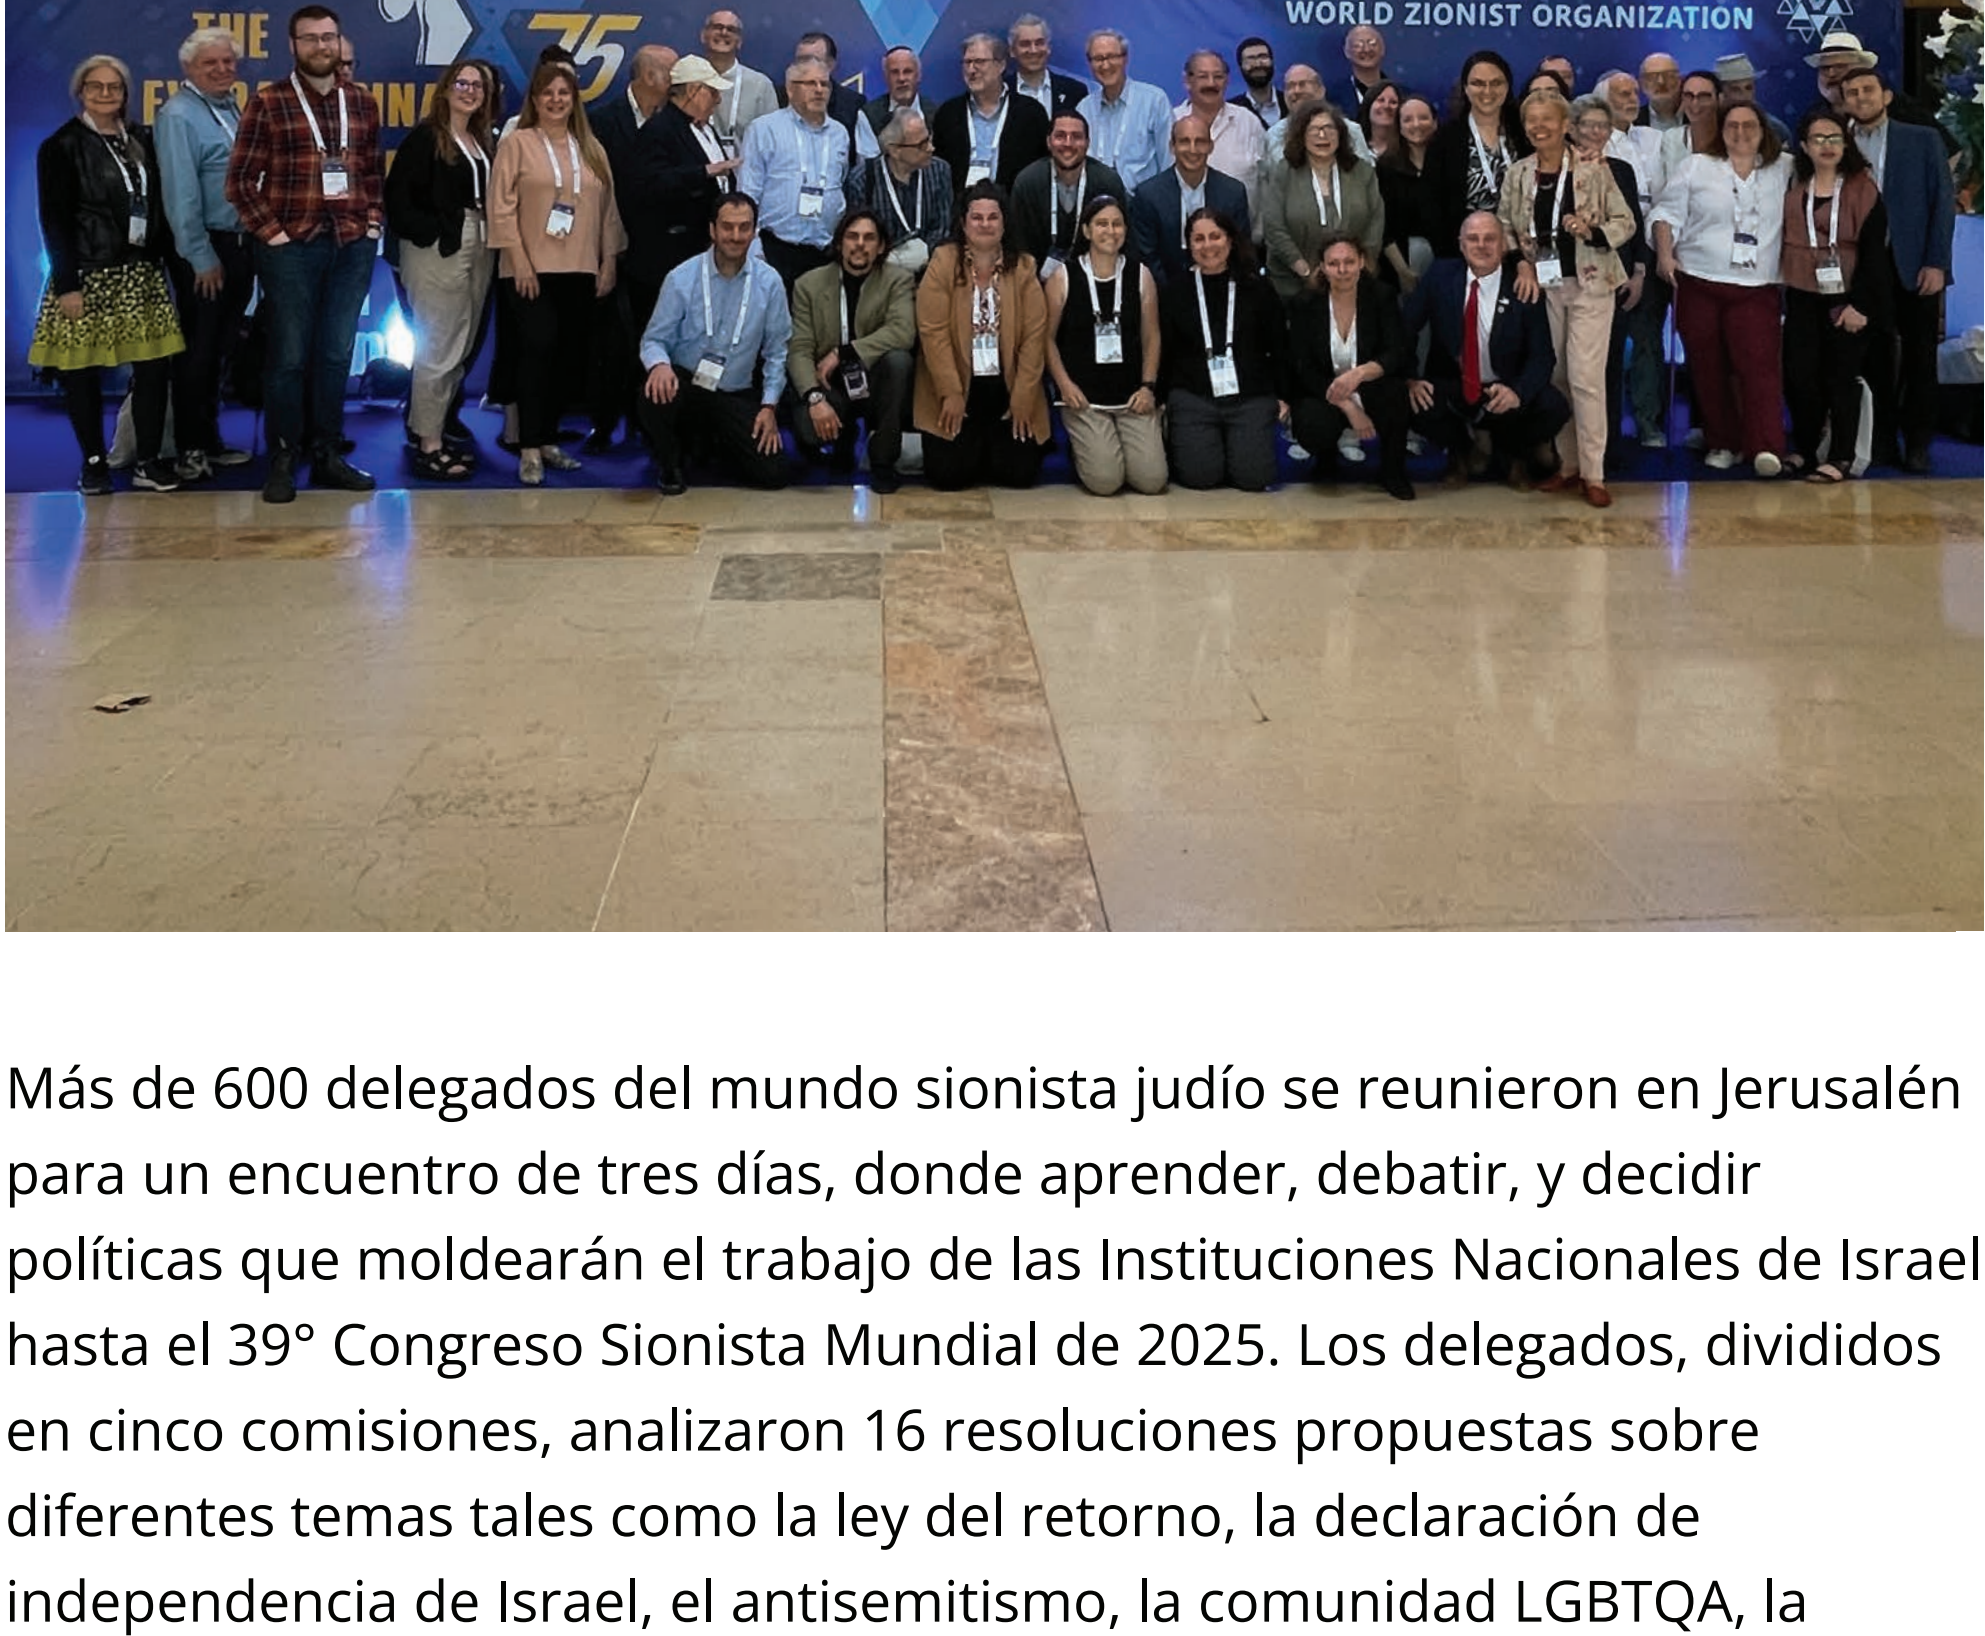 THE
75
WORLD ZIONIST ORGANIZATION
Más de 600 delegados del mundo sionista judío se reunieron en Jerusalén
para un encuentro de tres días, donde aprender, debatir, y decidir
políticas que moldearán el trabajo de las Instituciones Nacionales de Israel
hasta el 39° Congreso Sionista Mundial de 2025. Los delegados, divididos
en cinco comisiones, analizaron 16 resoluciones propuestas sobre
diferentes temas tales como la ley del retorno, la declaración de
independencia de Israel, el antisemitismo, la comunidad LGBTQA, la